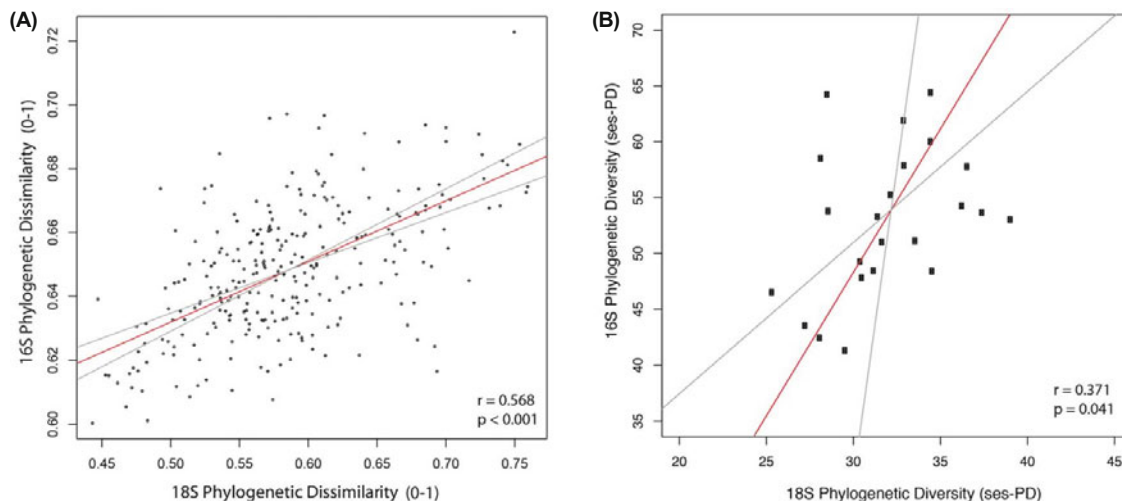 (A)
0.72
0.70
0.68
0.66
0.64
0.62
0.60
16S Phylogenetic Dissimilarity (0-1)
r = 0.568
p < 0.001
0.45 0.50 0.55 0.60 0.65 0.70 0.75
18S Phylogenetic Dissimilarity (0-1)
(B)
70
65
60
55
50
45
40
35
16S Phylogenetic Diversity (ses-PD)
r = 0.371
p = 0.041
20 25 30 35 40 45
18S Phylogenetic Diversity (ses-PD)